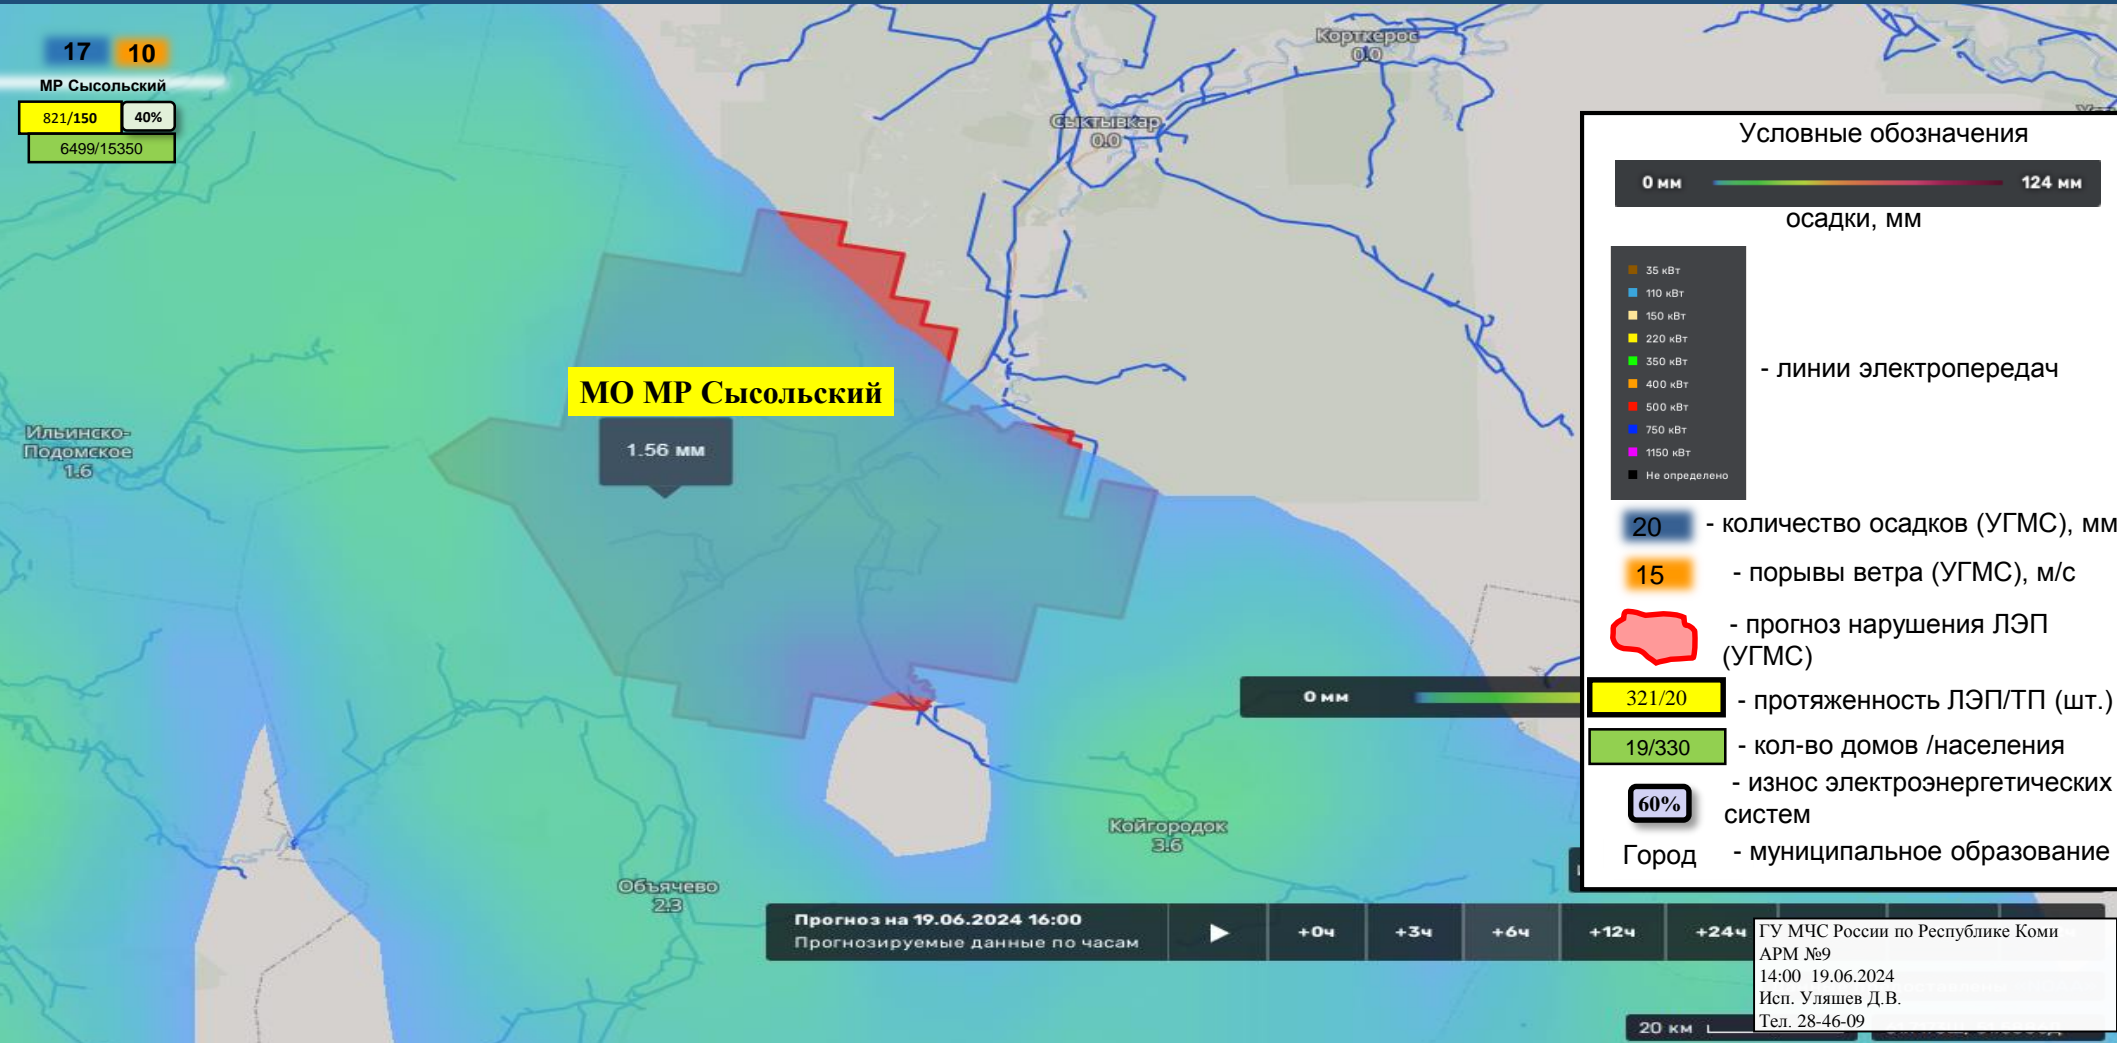 17 10
МР Сысольский
821/150 40%
6499/15350
Корткерос
0.0
Сыктывкар
0.0
МО МР Сысольский
1.56 мм
Ильинско-
Подомское
1.6
Койгородок
3.6
Объячево
2.3
0 мм
Прогноз на 19.06.2024 16:00
Прогнозируемые данные по часам
+0ч +3ч +6ч +12ч +24ч
20 км
Условные обозначения
0 мм 124 мм
осадки, мм
35 кВт
110 кВт
150 кВт
220 кВт
350 кВт
400 кВт
500 кВт
750 кВт
1150 кВт
Не определено
- линии электропередач
20 - количество осадков (УГМС), мм
15 - порывы ветра (УГМС), м/с
- прогноз нарушения ЛЭП
(УГМС)
321/20 - протяженность ЛЭП/ТП (шт.)
19/330 - кол-во домов /населения
60% - износ электроэнергетических
систем
Город - муниципальное образование
ГУ МЧС России по Республике Коми
АРМ №9
14:00 19.06.2024
Исп. Уляшев Д.В.
Тел. 28-46-09